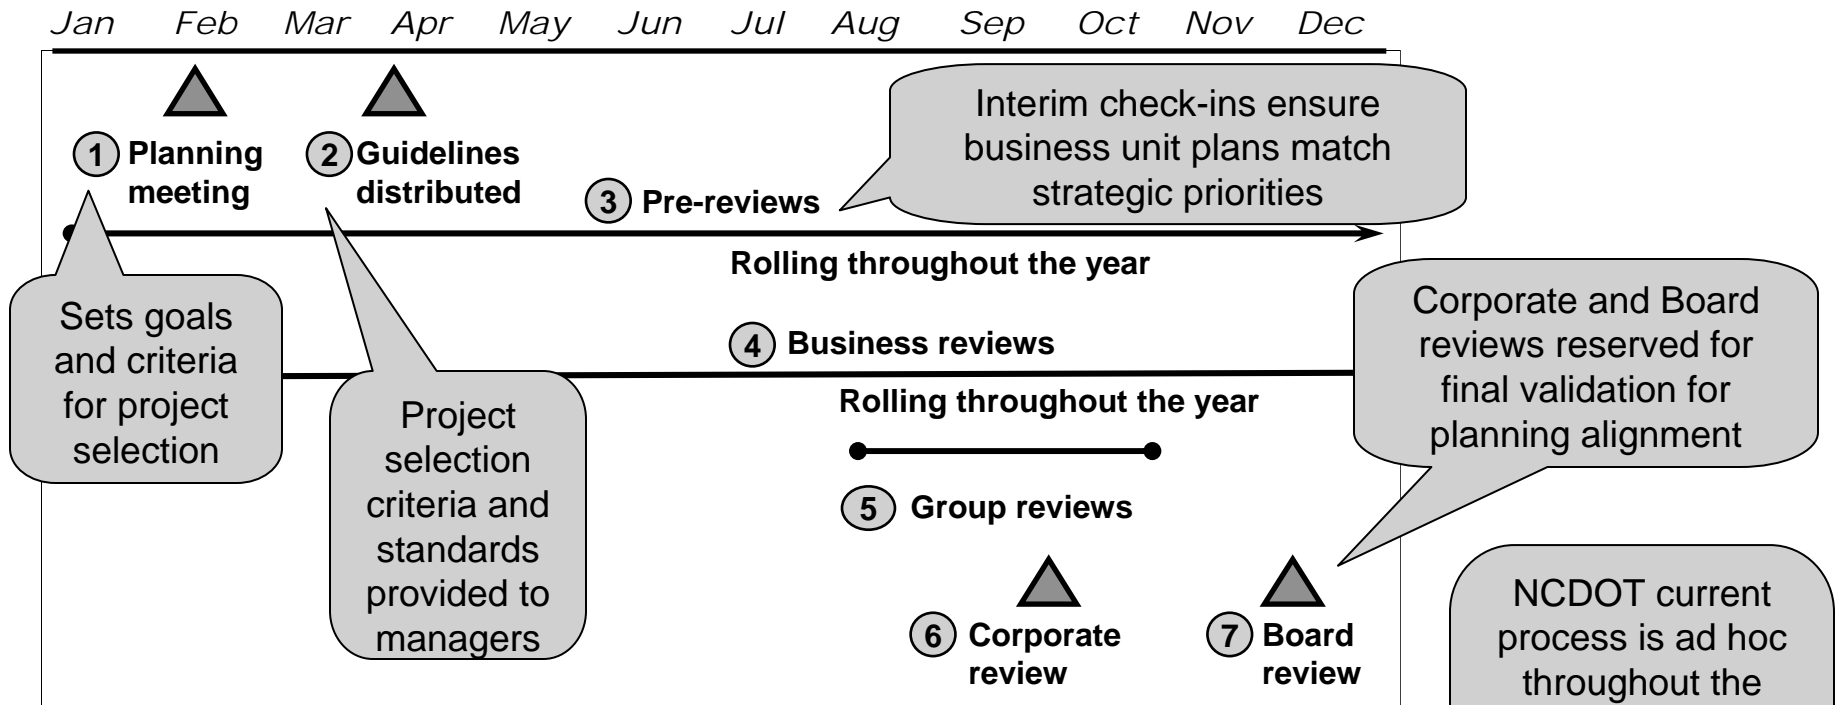 Jan Feb Mar Apr May Jun Jul Aug Sep Oct Nov Dec
Interim check-ins ensure
business unit plans match
strategic priorities
1 Planning
meeting
2 Guidelines
distributed
3 Pre-reviews
Rolling throughout the year
Sets goals
and criteria
for project
selection
4 Business reviews
Rolling throughout the year
Corporate and Board
reviews reserved for
final validation for
planning alignment
Project
selection
criteria and
standards
provided to
managers
5 Group reviews
6 Corporate
review
7 Board
review
NCDOT current
process is ad hoc
throughout the